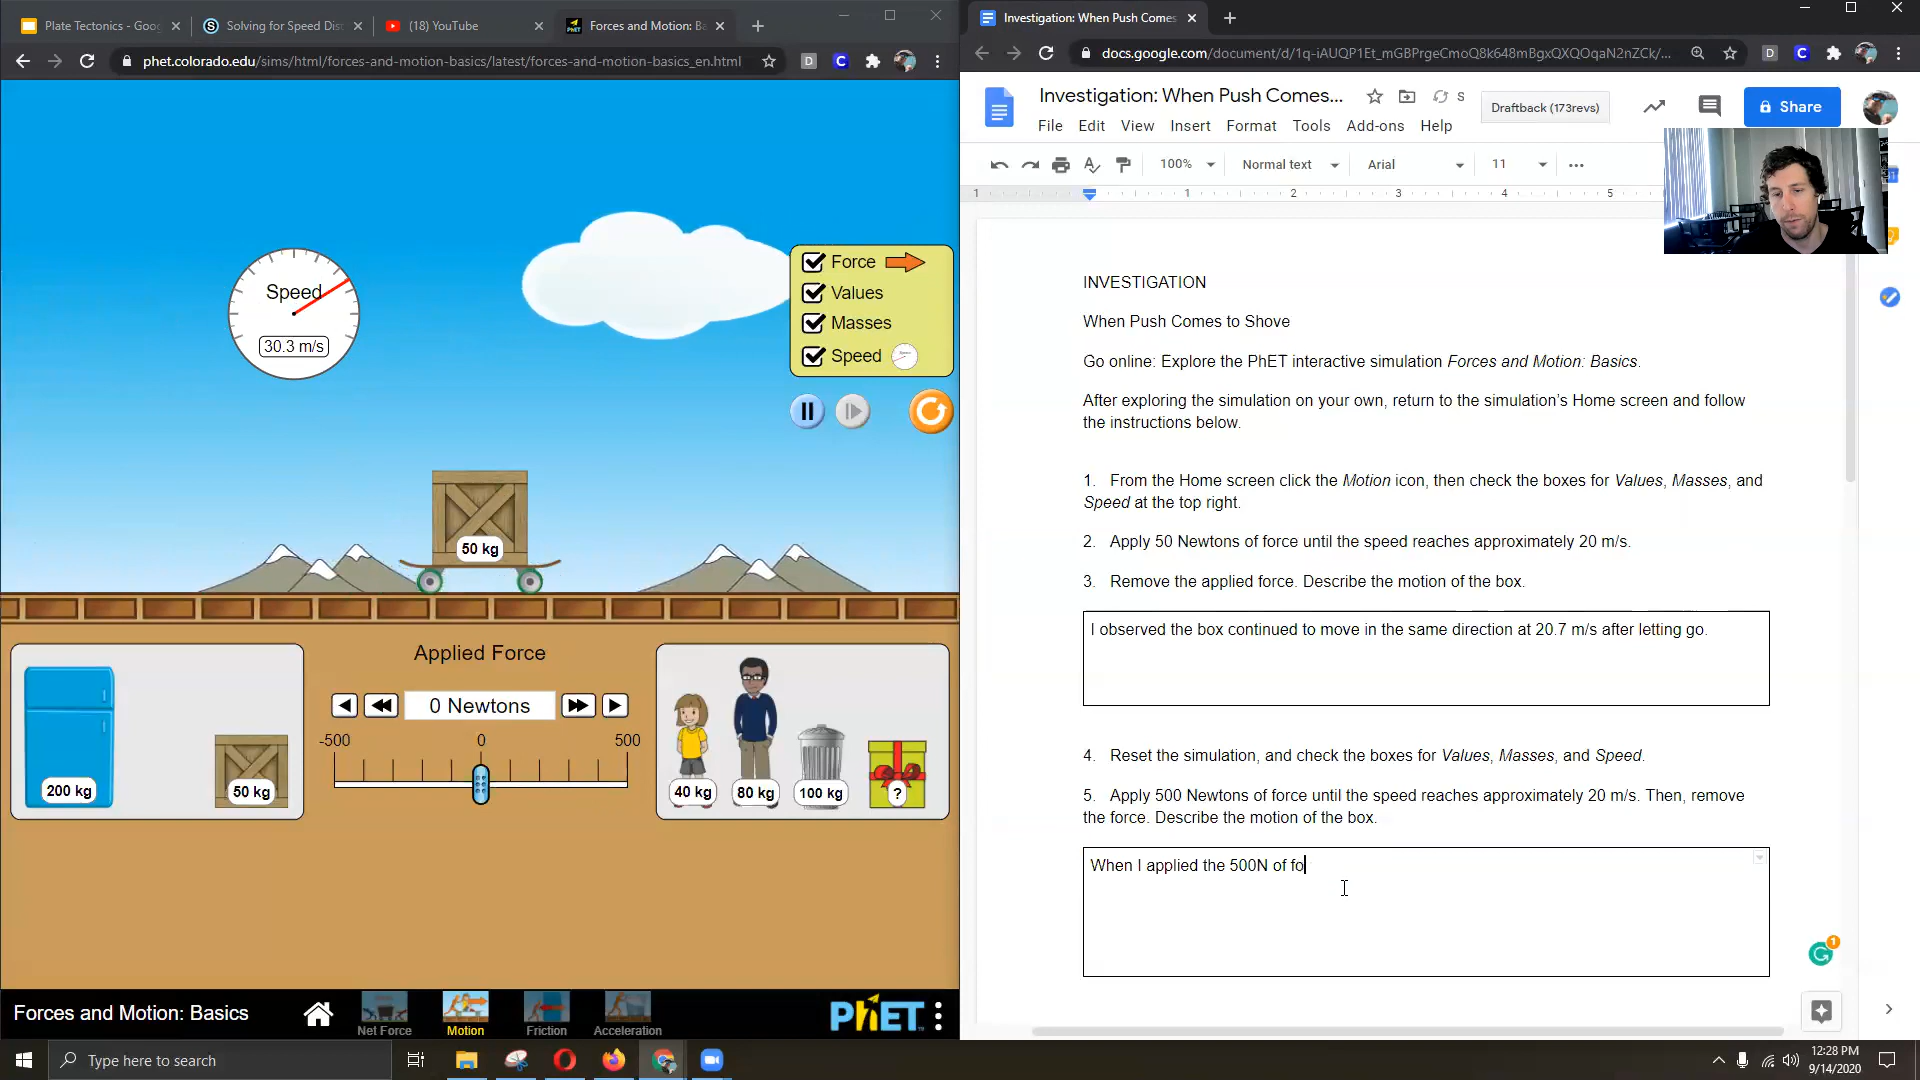 Plate Tectonics - Goog
Solving for Speed Dist
(18) YouTube
Forces and Motion: Ba
phet.colorado.edu/sims/html/forces-and-motion-basics/latest/forces-and-motion-basics_en.html
Speed
30.3 m/s
Force
Values
Masses
Speed
50 kg
Applied Force
0 Newtons
-500
0
500
200 kg
50 kg
40 kg
80 kg
100 kg
?
Forces and Motion: Basics
Net Force
Motion
Friction
Acceleration
PhET
Investigation: When Push Comes
docs.google.com/document/d/1q-iAUQP1Et_mGBPrgeCmoQ8k648mBgxQXQOqaN2nZCk/...
Investigation: When Push Comes...
S
Draftback (173revs)
Share
File Edit View Insert Format Tools Add-ons Help
100% Normal text Arial 11
1 1 2 3 4 5
INVESTIGATION
When Push Comes to Shove
Go online: Explore the PhET interactive simulation Forces and Motion: Basics.
After exploring the simulation on your own, return to the simulation's Home screen and follow
the instructions below.
1. From the Home screen click the Motion icon, then check the boxes for Values, Masses, and
Speed at the top right.
2. Apply 50 Newtons of force until the speed reaches approximately 20 m/s.
3. Remove the applied force. Describe the motion of the box.
I observed the box continued to move in the same direction at 20.7 m/s after letting go.
4. Reset the simulation, and check the boxes for Values, Masses, and Speed.
5. Apply 500 Newtons of force until the speed reaches approximately 20 m/s. Then, remove
the force. Describe the motion of the box.
When I applied the 500N of fo
1
Type here to search
12:28 PM
9/14/2020